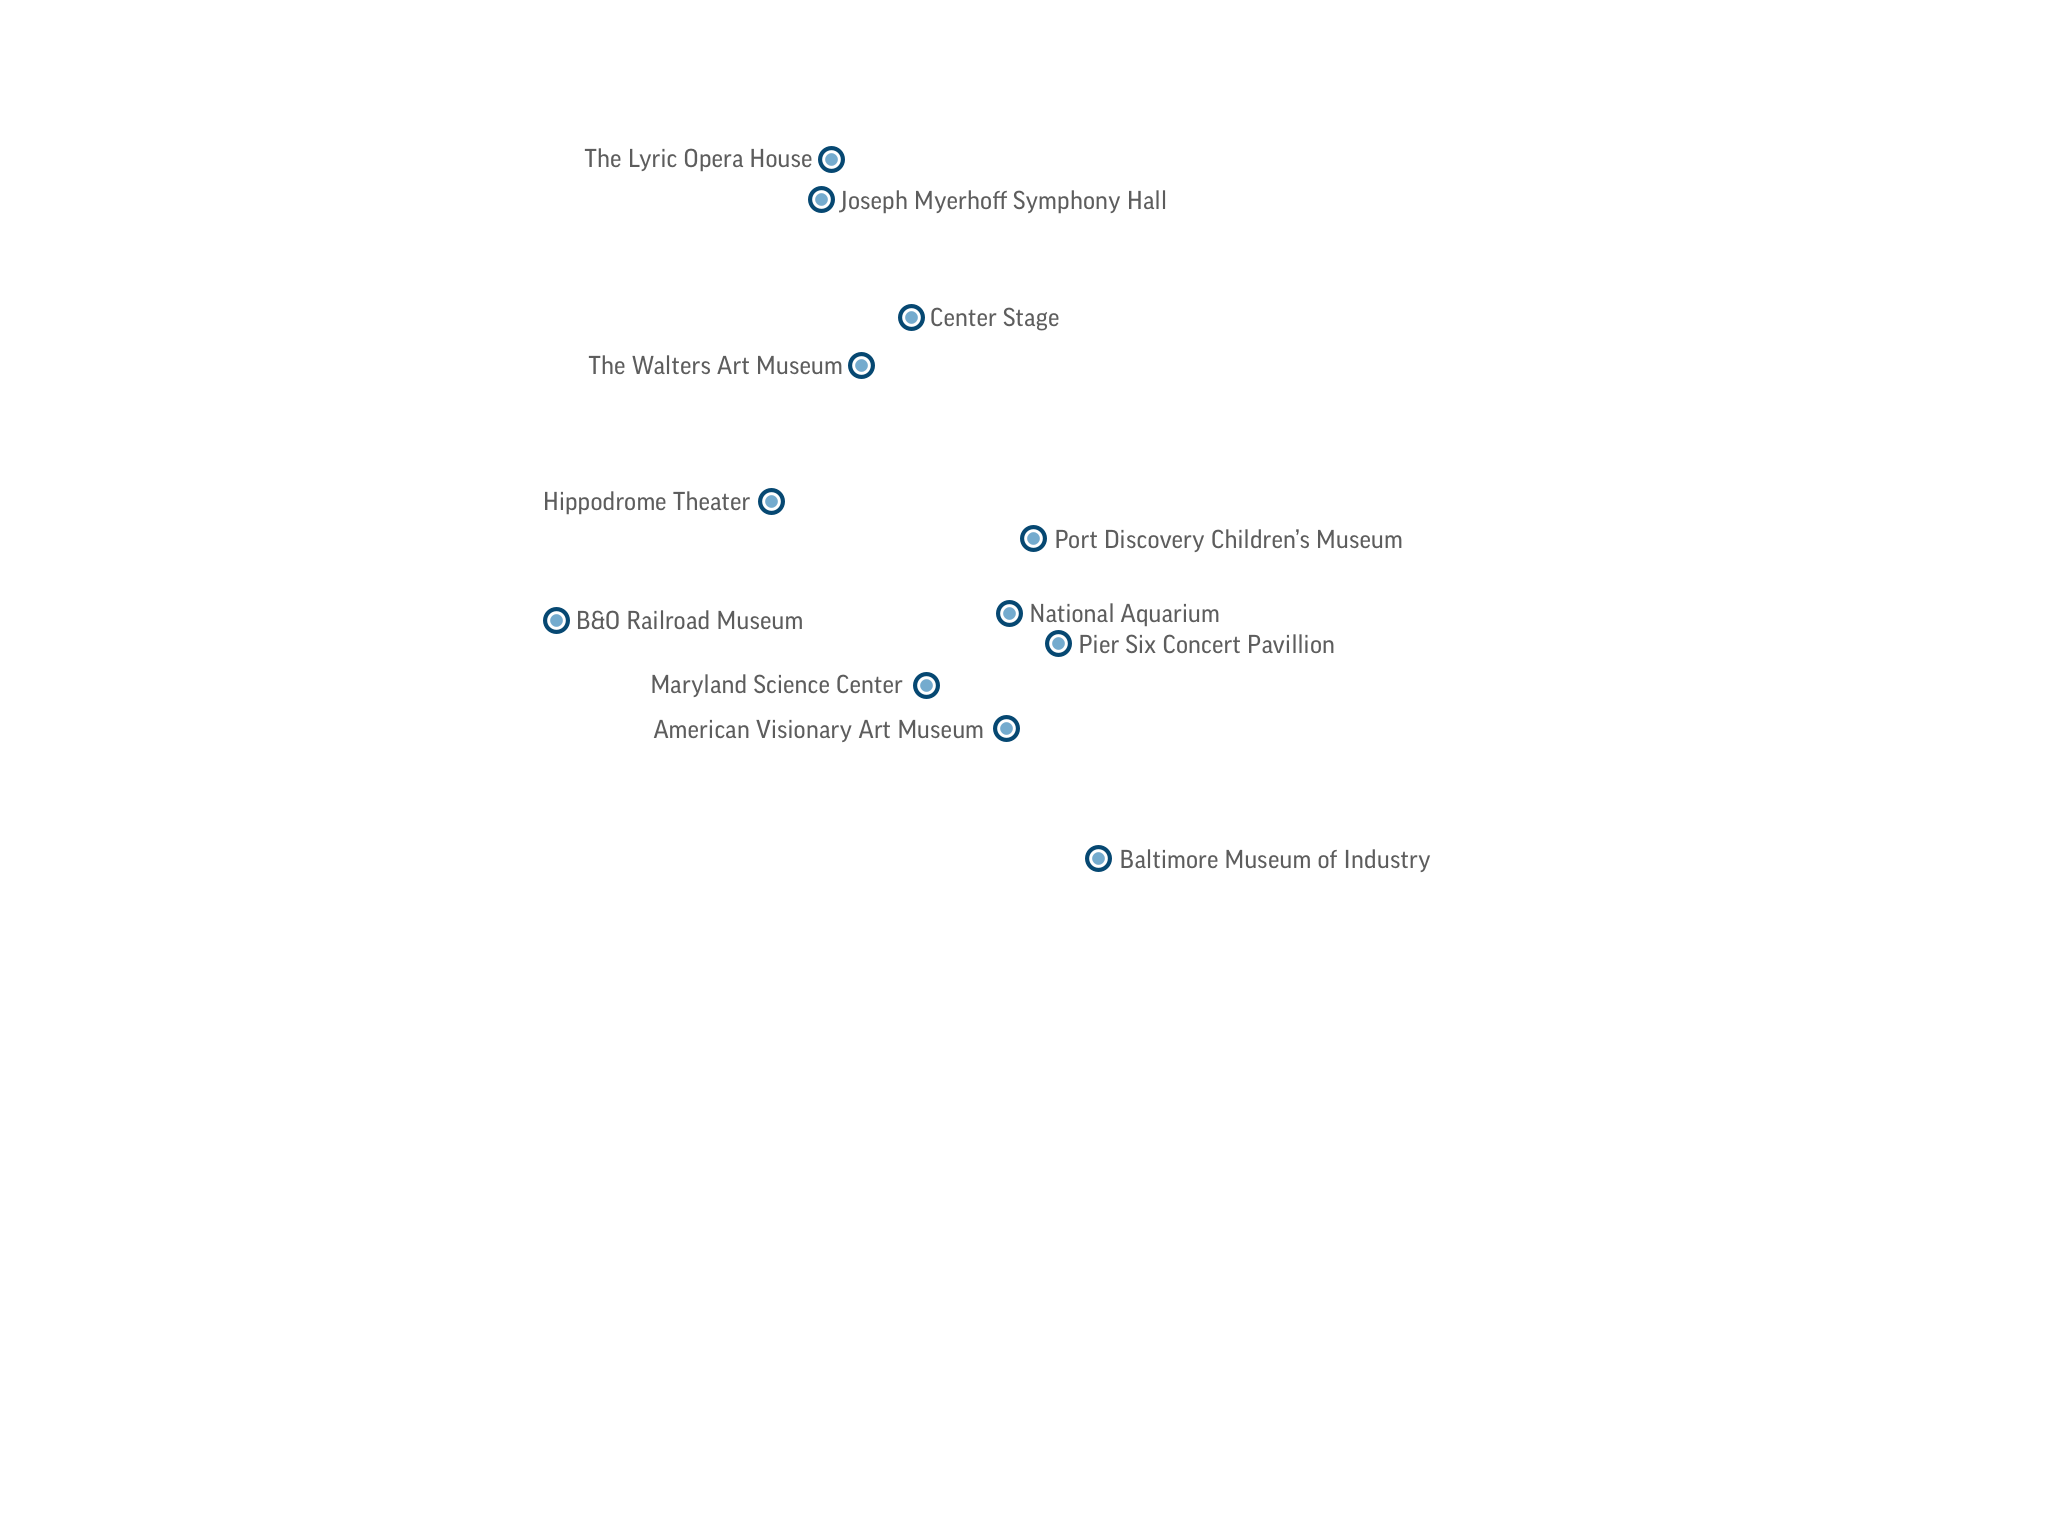 The Lyric Opera House
Joseph Myerhoff Symphony Hall
Center Stage
The Walters Art Museum
Hippodrome Theater
Port Discovery Children’s Museum
National Aquarium
B&O Railroad Museum
Pier Six Concert Pavillion
Maryland Science Center
American Visionary Art Museum
Baltimore Museum of Industry